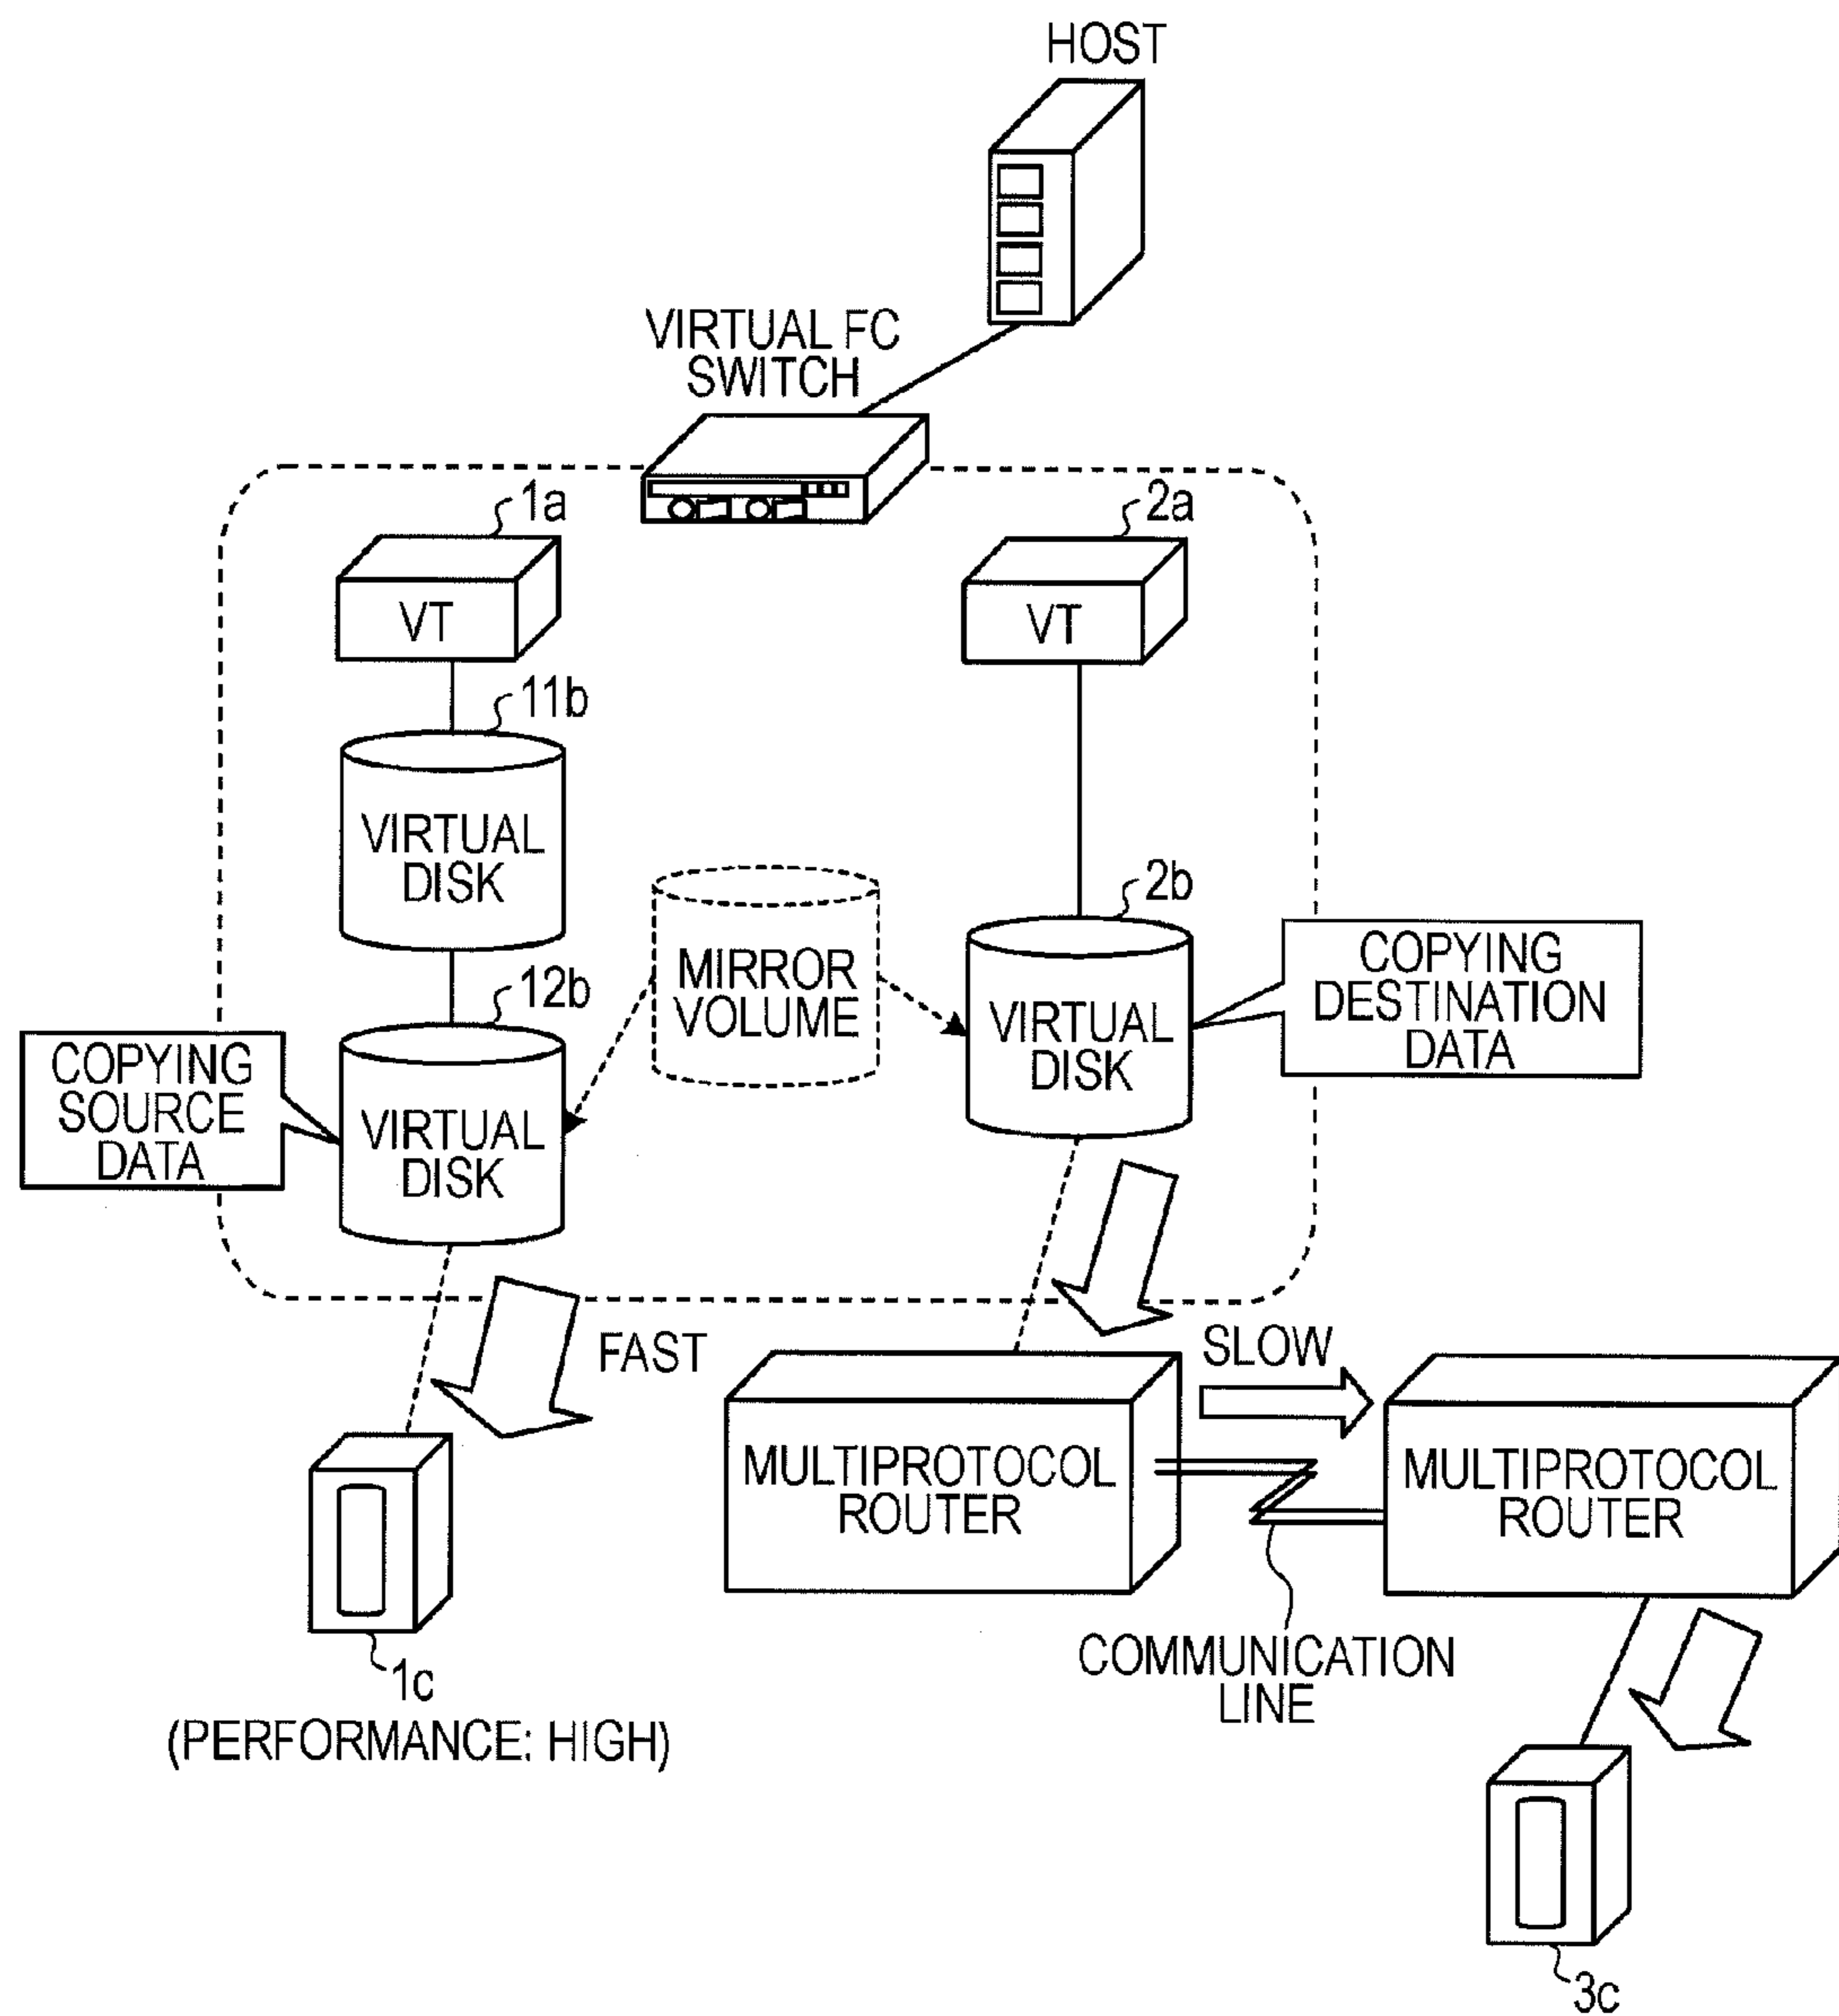 HOST
VIRTUAL FC
SWITCH
1a
2a
VT
VT
11b
VIRTUAL
DISK
2b
MIRROR
VOLUME
COPYING
DESTINATION
DATA
12b
VIRTUAL
DISK
COPYING
SOURCE
DATA
VIRTUAL
DISK
FAST
SLOW
MULTIPROTOCOL
ROUTER
MULTIPROTOCOL
ROUTER
COMMUNICATION
LINE
1c
(PERFORMANCE: HIGH)
3c